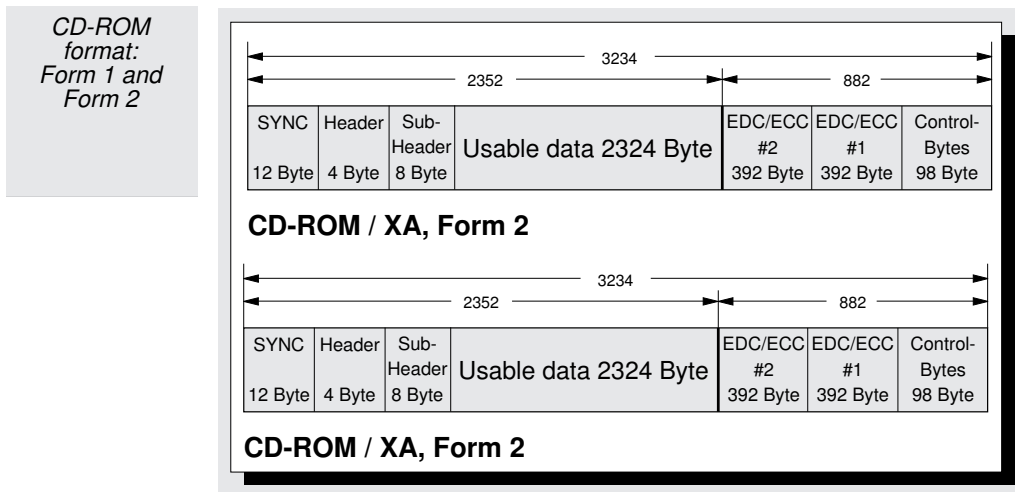 CD-ROM
format:
Form 1 and
Form 2
3234
2352 882
SYNC Header Sub- EDC/ECC EDC/ECC Control-
Header Usable data 2324 Byte #2 #1 Bytes
12 Byte 4 Byte 8 Byte 392 Byte 392 Byte 98 Byte
CD-ROM / XA, Form 2
3234
2352 882
SYNC Header Sub- EDC/ECC EDC/ECC Control-
Header Usable data 2324 Byte #2 #1 Bytes
12 Byte 4 Byte 8 Byte 392 Byte 392 Byte 98 Byte
CD-ROM / XA, Form 2